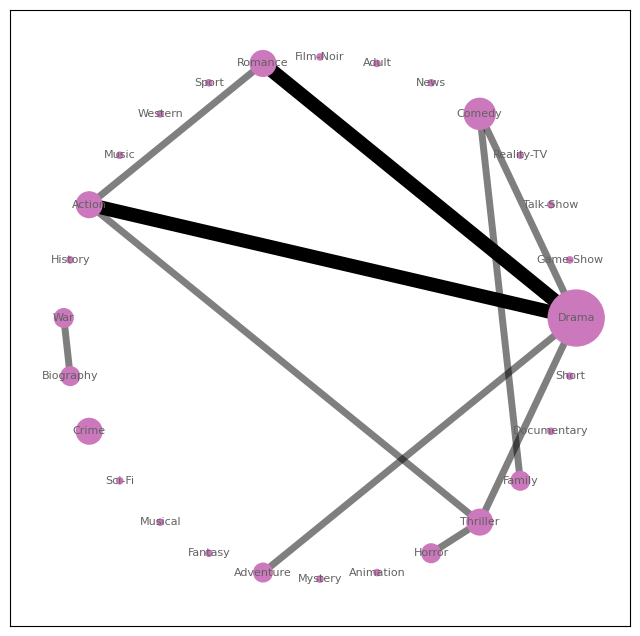 Film-Noir
Romance
Adult
Sport
News
Western
Comedy
Music
Reality-TV
Action
Talk-Show
History
Game-Show
War
Drama
Biography
Short
Crime
Documentary
Sci-Fi
Family
Musical
Thriller
Fantasy
Horror
Adventure
Mystery
Animation